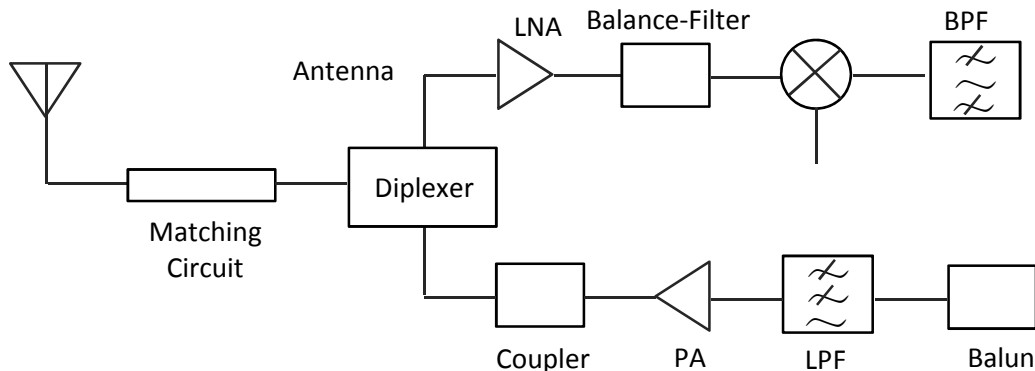 LNA
Balance-Filter
BPF
Antenna
Diplexer
Matching
Circuit
Coupler
PA
LPF
Balun